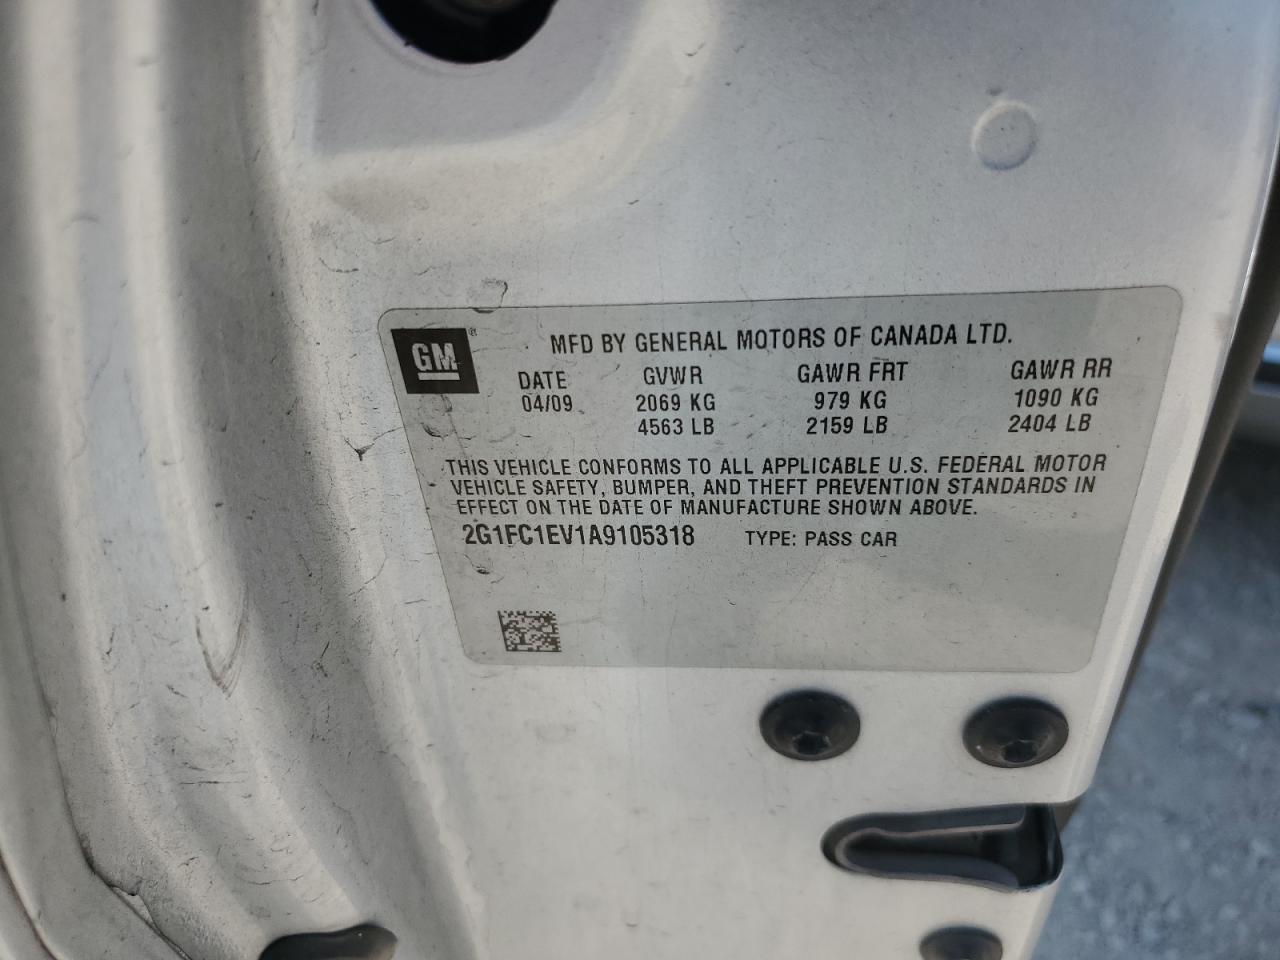 GM ®
MFD BY GENERAL MOTORS OF CANADA LTD.
DATE GVWR GAWR FRT GAWR RR
04/09 2069 KG 979 KG 1090 KG
4563 LB 2159 LB 2404 LB
THIS VEHICLE CONFORMS TO ALL APPLICABLE U.S. FEDERAL MOTOR
VEHICLE SAFETY, BUMPER, AND THEFT PREVENTION STANDARDS IN
EFFECT ON THE DATE OF MANUFACTURE SHOWN ABOVE.
2G1FC1EV1A9105318 TYPE: PASS CAR